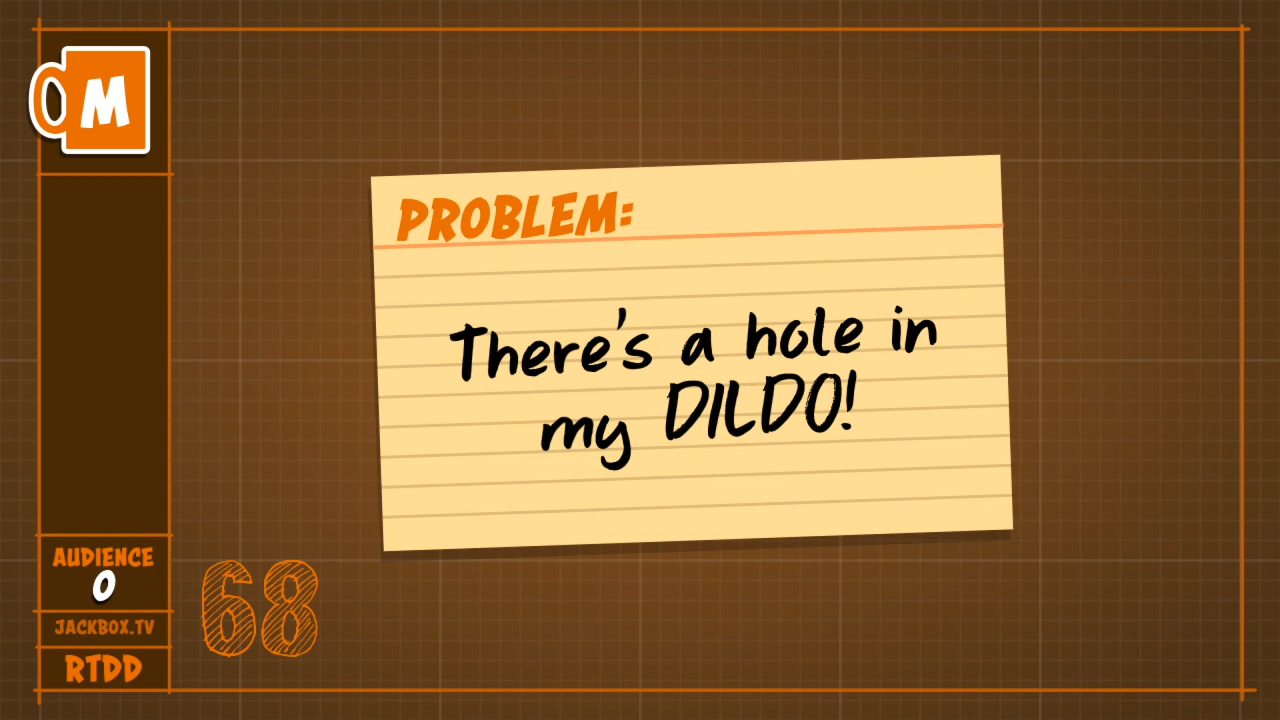 M
PROBLEM:
There's a hole in
my DILDO!
AUDIENCE
0
JACKBOX.TV
RTDD
68